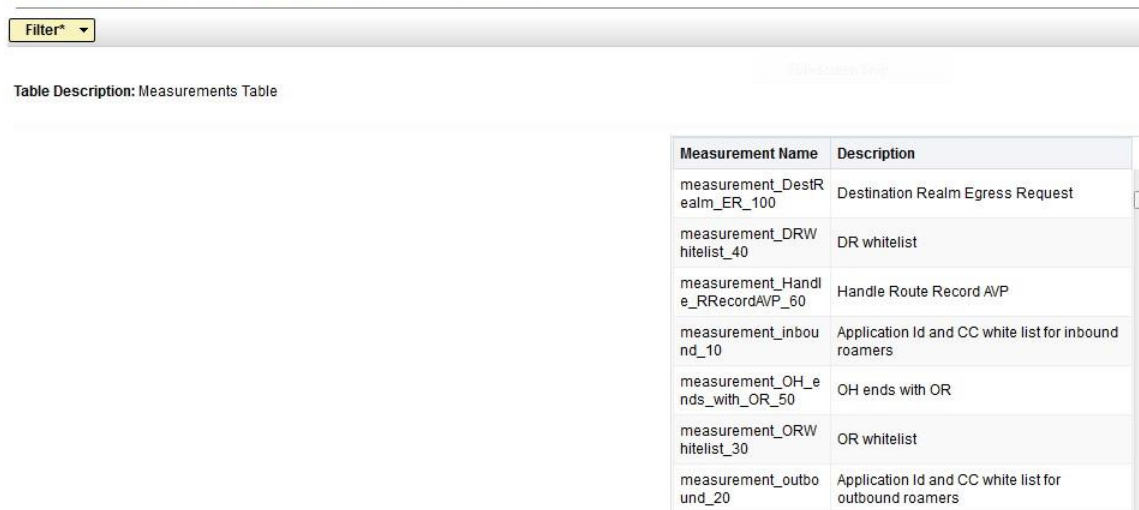 Filter*
Table Description: Measurements Table
Measurement Name Description
measurement_DestR
ealm_ER_100
Destination Realm Egress Request
measurement_DRW
hitelist_40
DR whitelist
measurement_Handl
e_RRecordAVP_60
Handle Route Record AVP
measurement_inbou
nd_10
Application Id and CC white list for inbound
roamers
measurement_OH_e
nds_with_OR_50
OH ends with OR
measurement_ORW
hitelist_30
OR whitelist
measurement_outbo
und_20
Application Id and CC white list for
outbound roamers